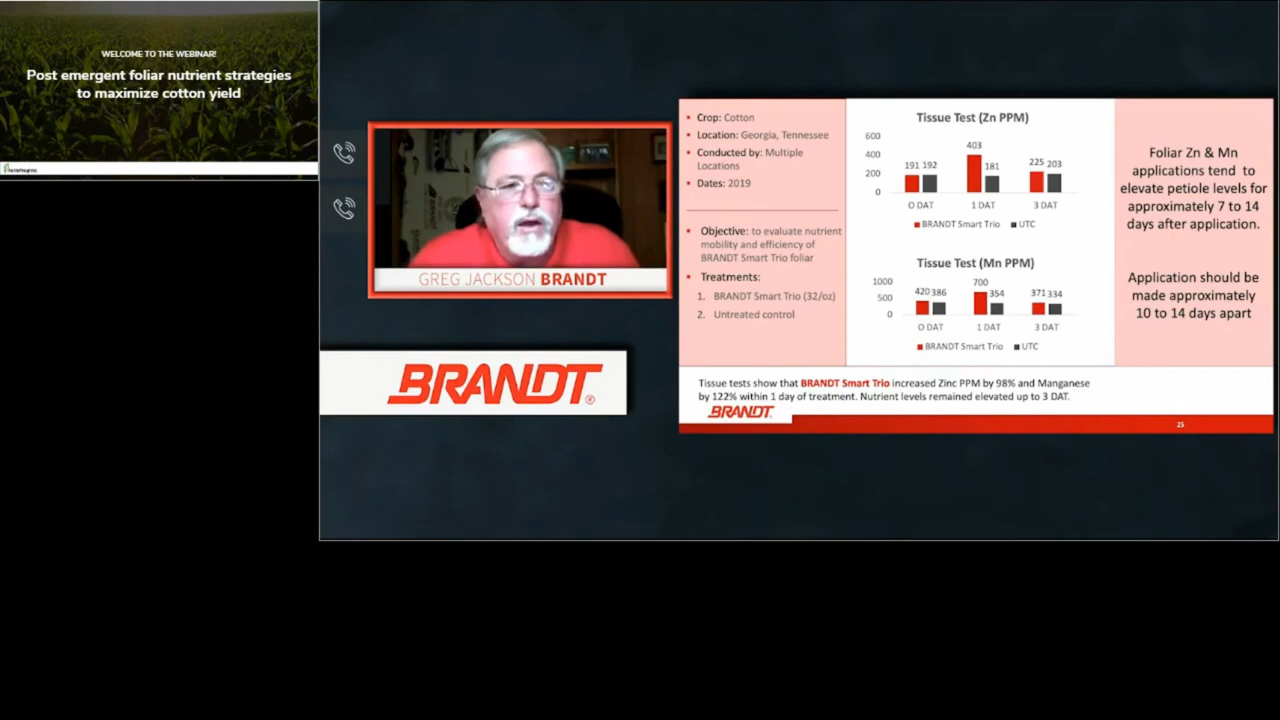 WELCOME TO THE WEBINAR!
Post emergent foliar nutrient strategies
to maximize cotton yield
GREG JACKSON BRANDT
BRANDT®
▪ Crop: Cotton
▪ Location: Georgia, Tennessee
▪ Conducted by: Multiple
Locations
▪ Dates: 2019
▪ Objective: to evaluate nutrient
mobility and efficiency of
BRANDT Smart Trio foliar
▪ Treatments:
1. BRANDT Smart Trio (32/oz)
2. Untreated control
Tissue Test (Zn PPM)
600
400
200
0
191 192
403
181
225 203
0 DAT 1 DAT 3 DAT
BRANDT Smart Trio UTC
Tissue Test (Mn PPM)
1000
500
0
420 386
700
354
371 334
0 DAT 1 DAT 3 DAT
BRANDT Smart Trio UTC
Foliar Zn & Mn
applications tend to
elevate petiole levels for
approximately 7 to 14
days after application.
Application should be
made approximately
10 to 14 days apart
Tissue tests show that BRANDT Smart Trio increased Zinc PPM by 98% and Manganese
by 122% within 1 day of treatment. Nutrient levels remained elevated up to 3 DAT.
BRANDT
25